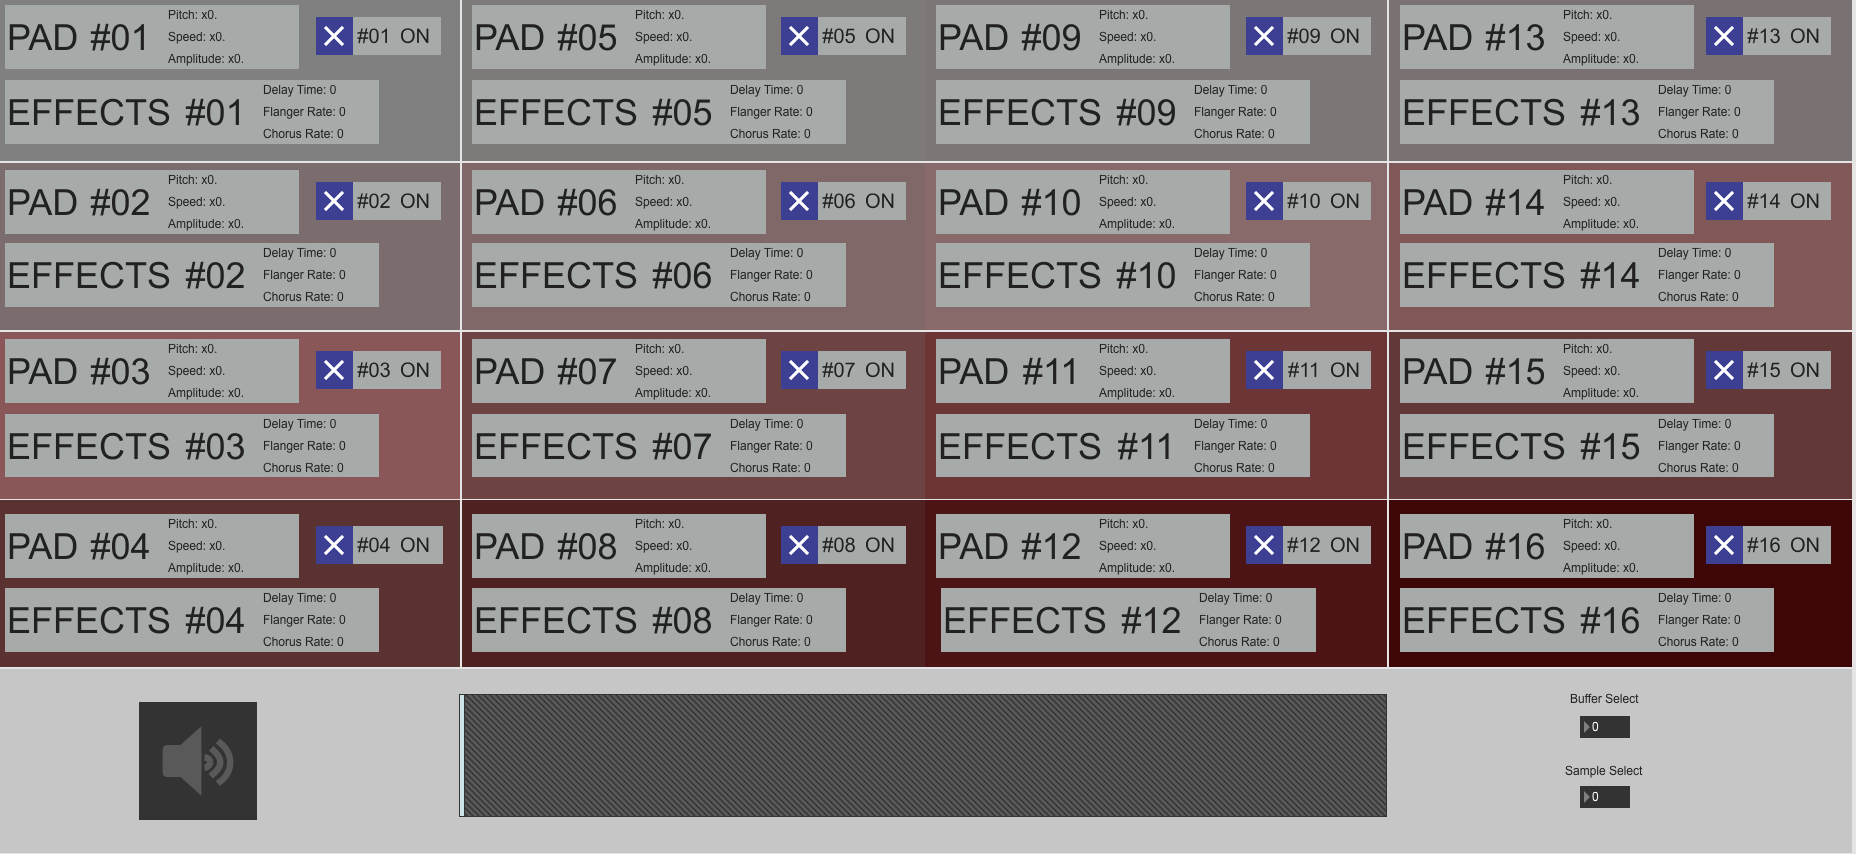 PAD #01
Pitch: x0.
Speed: x0.
Amplitude: x0.
#01 ON
EFFECTS #01
Delay Time: 0
Flanger Rate: 0
Chorus Rate: 0
PAD #05
Pitch: x0.
Speed: x0.
Amplitude: x0.
#05 ON
EFFECTS #05
Delay Time: 0
Flanger Rate: 0
Chorus Rate: 0
PAD #09
Pitch: x0.
Speed: x0.
Amplitude: x0.
#09 ON
EFFECTS #09
Delay Time: 0
Flanger Rate: 0
Chorus Rate: 0
PAD #13
Pitch: x0.
Speed: x0.
Amplitude: x0.
#13 ON
EFFECTS #13
Delay Time: 0
Flanger Rate: 0
Chorus Rate: 0
PAD #02
Pitch: x0.
Speed: x0.
Amplitude: x0.
#02 ON
EFFECTS #02
Delay Time: 0
Flanger Rate: 0
Chorus Rate: 0
PAD #06
Pitch: x0.
Speed: x0.
Amplitude: x0.
#06 ON
EFFECTS #06
Delay Time: 0
Flanger Rate: 0
Chorus Rate: 0
PAD #10
Pitch: x0.
Speed: x0.
Amplitude: x0.
#10 ON
EFFECTS #10
Delay Time: 0
Flanger Rate: 0
Chorus Rate: 0
PAD #14
Pitch: x0.
Speed: x0.
Amplitude: x0.
#14 ON
EFFECTS #14
Delay Time: 0
Flanger Rate: 0
Chorus Rate: 0
PAD #03
Pitch: x0.
Speed: x0.
Amplitude: x0.
#03 ON
EFFECTS #03
Delay Time: 0
Flanger Rate: 0
Chorus Rate: 0
PAD #07
Pitch: x0.
Speed: x0.
Amplitude: x0.
#07 ON
EFFECTS #07
Delay Time: 0
Flanger Rate: 0
Chorus Rate: 0
PAD #11
Pitch: x0.
Speed: x0.
Amplitude: x0.
#11 ON
EFFECTS #11
Delay Time: 0
Flanger Rate: 0
Chorus Rate: 0
PAD #15
Pitch: x0.
Speed: x0.
Amplitude: x0.
#15 ON
EFFECTS #15
Delay Time: 0
Flanger Rate: 0
Chorus Rate: 0
PAD #04
Pitch: x0.
Speed: x0.
Amplitude: x0.
#04 ON
EFFECTS #04
Delay Time: 0
Flanger Rate: 0
Chorus Rate: 0
PAD #08
Pitch: x0.
Speed: x0.
Amplitude: x0.
#08 ON
EFFECTS #08
Delay Time: 0
Flanger Rate: 0
Chorus Rate: 0
PAD #12
Pitch: x0.
Speed: x0.
Amplitude: x0.
#12 ON
EFFECTS #12
Delay Time: 0
Flanger Rate: 0
Chorus Rate: 0
PAD #16
Pitch: x0.
Speed: x0.
Amplitude: x0.
#16 ON
EFFECTS #16
Delay Time: 0
Flanger Rate: 0
Chorus Rate: 0
Buffer Select
0
Sample Select
0